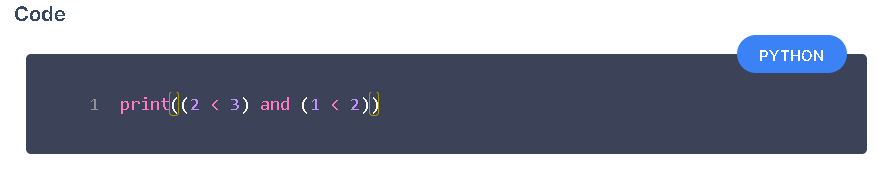 Code
PYTHON
1 print((2 < 3) and (1 < 2))